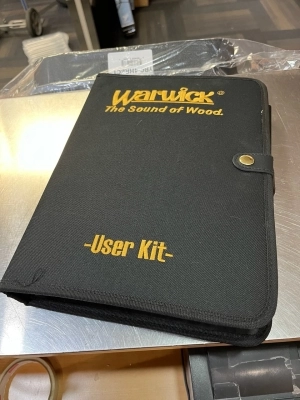 Warwick®
The Sound of Wood.
-User Kit-